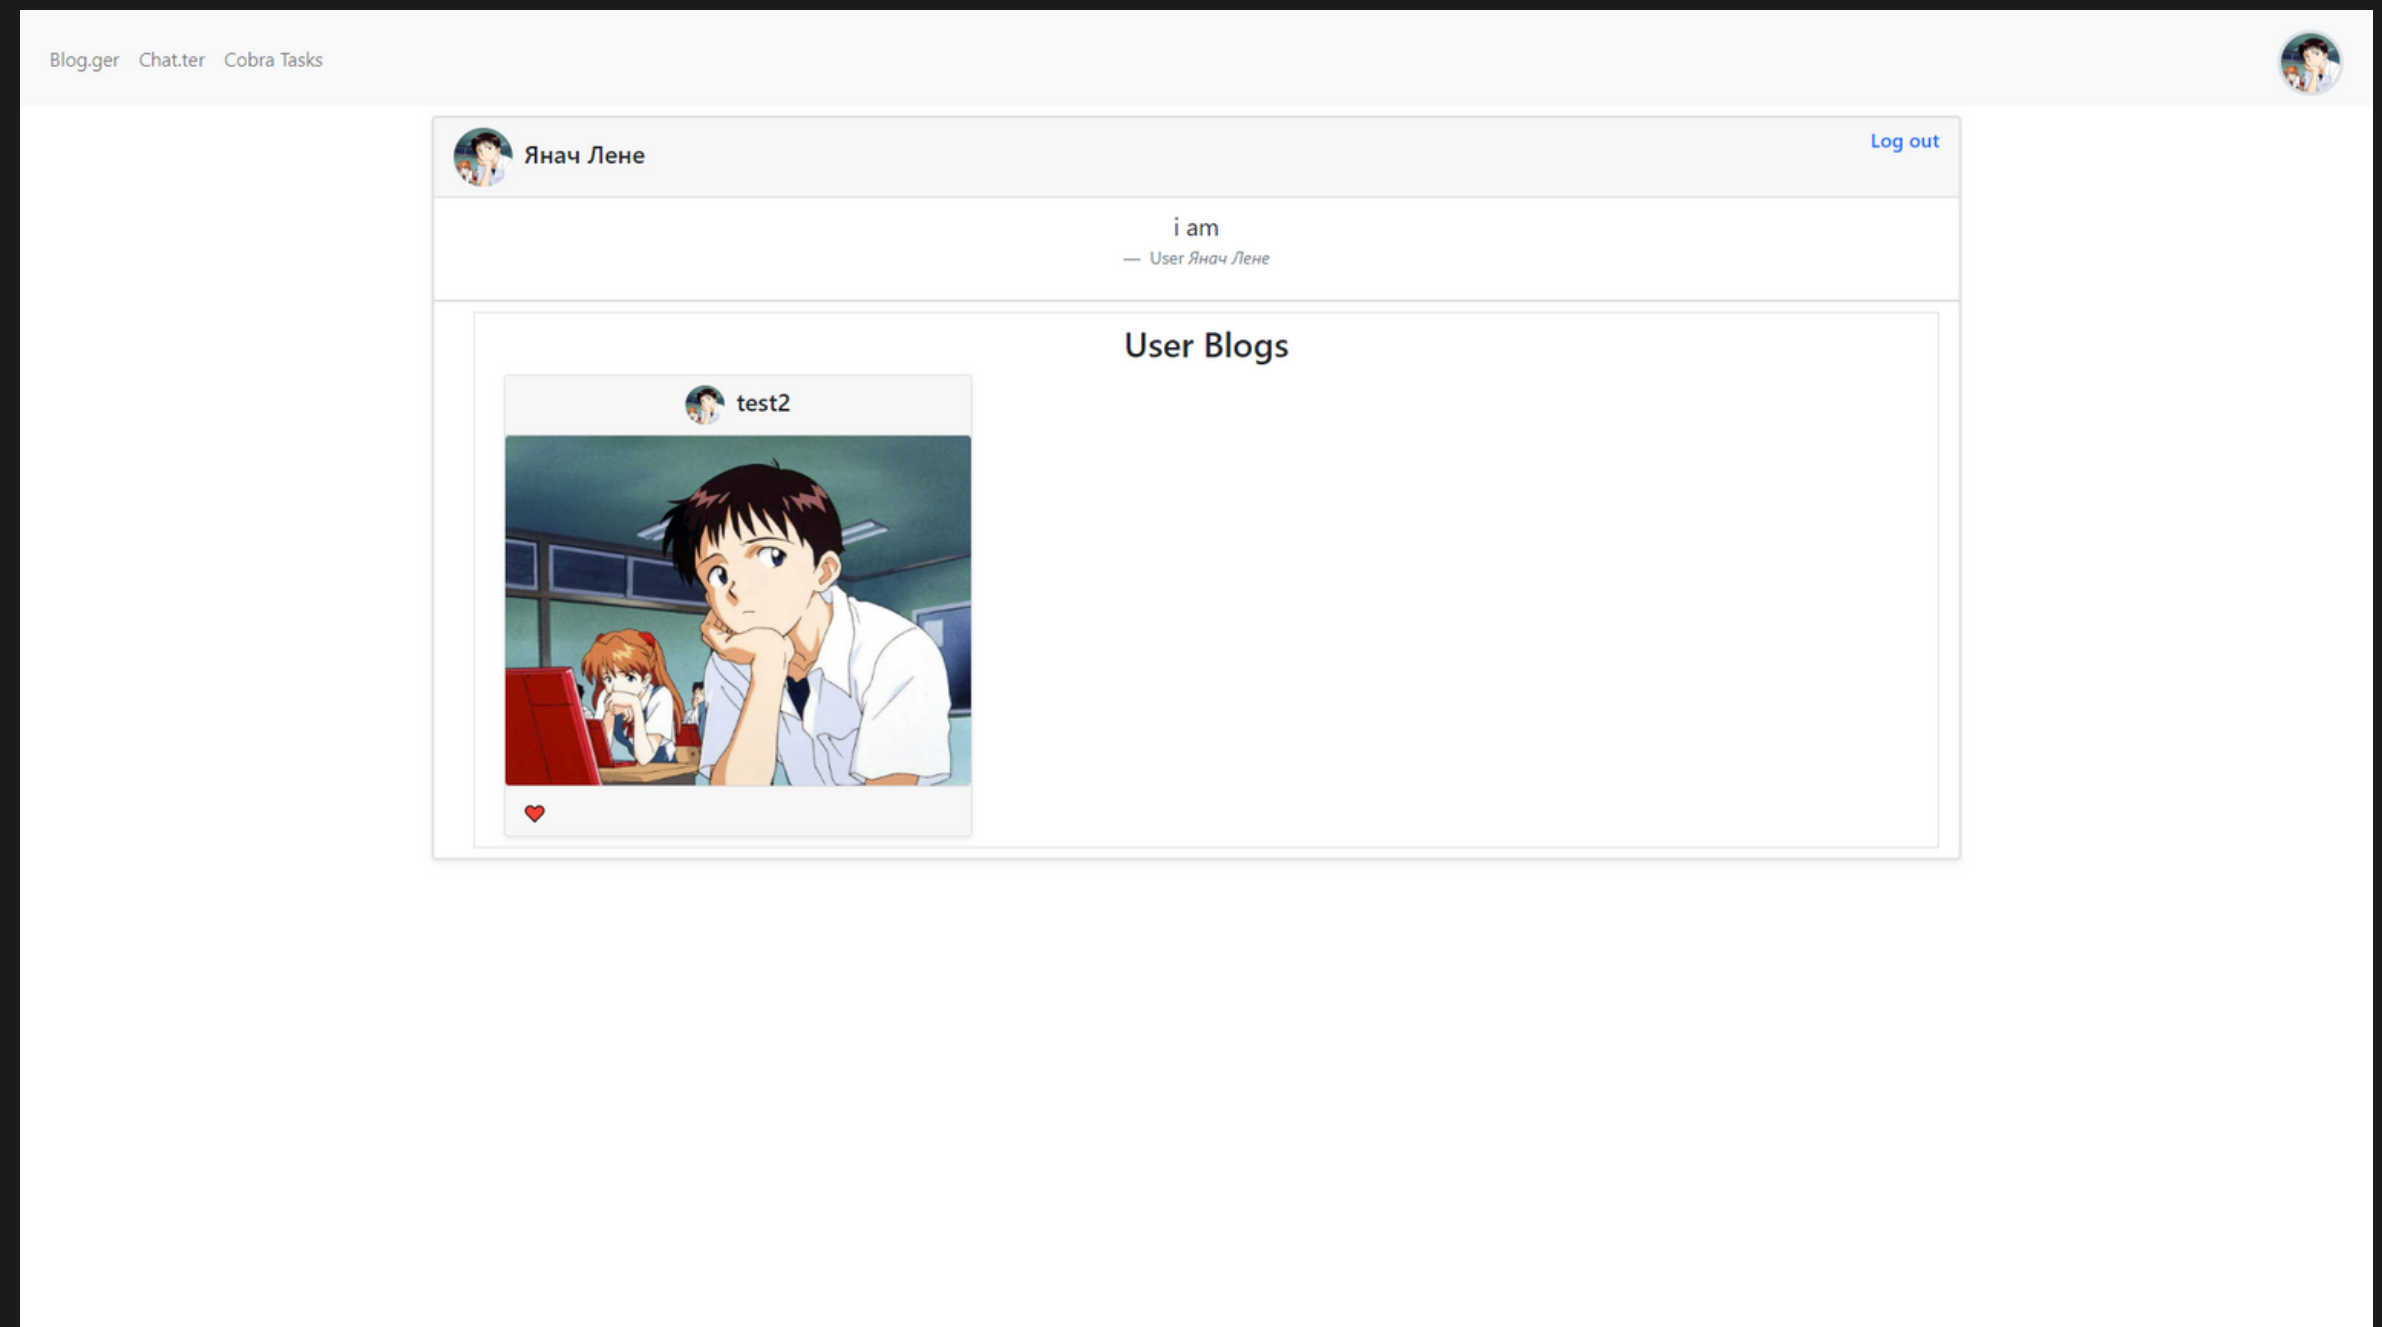 Blog.ger Chat.ter Cobra Tasks
Янач Лене
Log out
i am
— User Янач Лене
User Blogs
test2